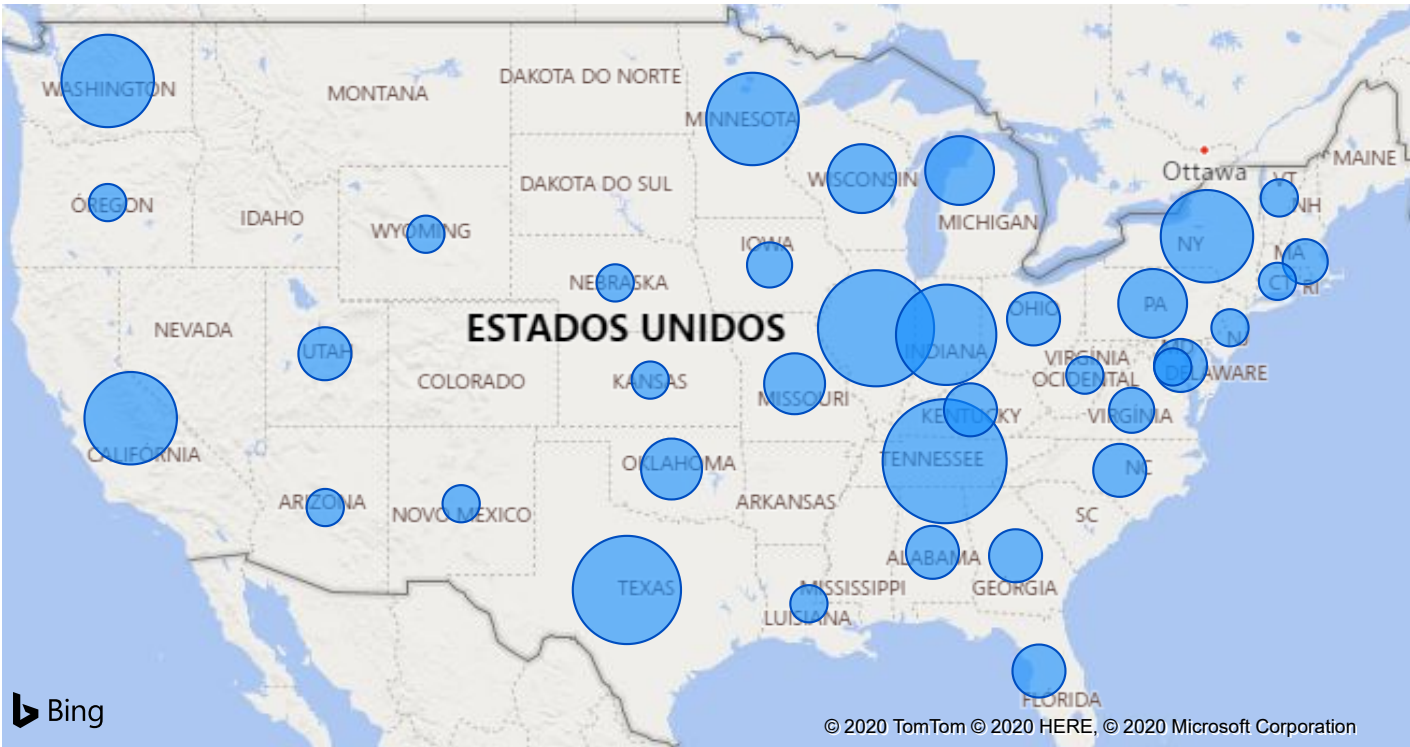 WASHINGTON
MONTANA
DAKOTA DO NORTE
MINNESOTA
Ottawa
MAINE
ÓREGON
IDAHO
WYOMING
DAKOTA DO SUL
WISCONSIN
MICHIGAN
VT
NH
NY
MA
CT
RI
IOWA
NEBRASKA
NEVADA
UTAH
COLORADO
ESTADOS UNIDOS
KANSAS
MISSOURI
INDIANA
OHIO
PA
NJ
MD
DELAWARE
VIRGÍNIA
OCIDENTAL
VIRGÍNIA
KENTUCKY
CALIFÓRNIA
ARIZONA
NOVO MÉXICO
OKLAHOMA
ARKANSAS
TENNESSEE
NC
SC
TEXAS
ALABAMA
MISSISSIPPI
GEORGIA
LUISIANA
FLÓRIDA
Bing
© 2020 TomTom © 2020 HERE, © 2020 Microsoft Corporation